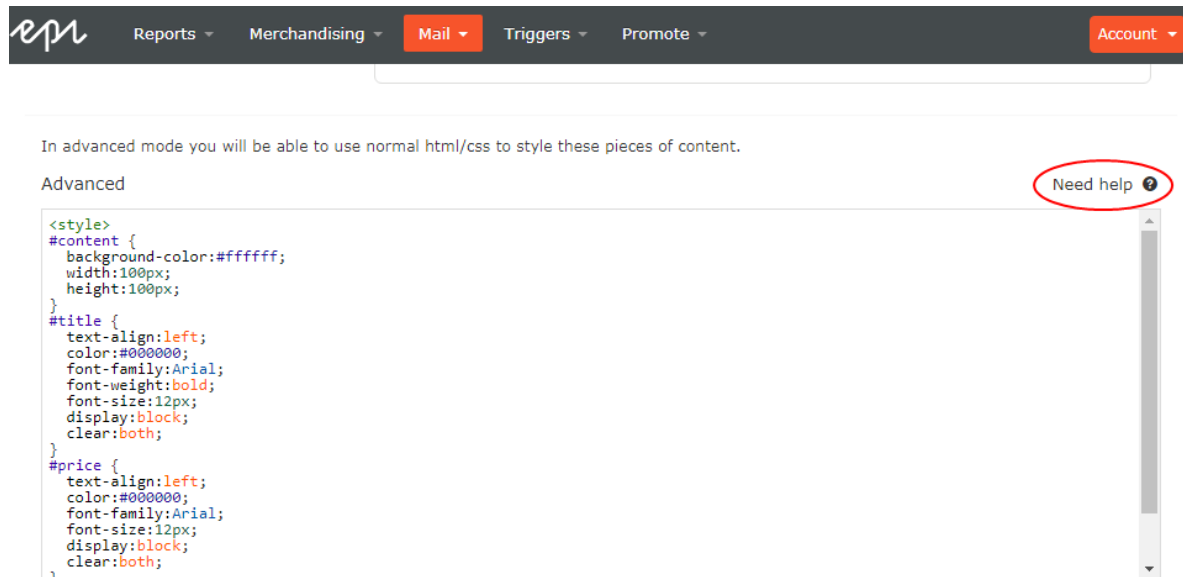 epi Reports Merchandising Mail Triggers Promote Account
In advanced mode you will be able to use normal html/css to style these pieces of content.
Advanced Need help ?
<style>
#content {
  background-color:#ffffff;
  width:100px;
  height:100px;
}
#title {
  text-align:left;
  color:#000000;
  font-family:Arial;
  font-weight:bold;
  font-size:12px;
  display:block;
  clear:both;
}
#price {
  text-align:left;
  color:#000000;
  font-family:Arial;
  font-size:12px;
  display:block;
  clear:both;
}